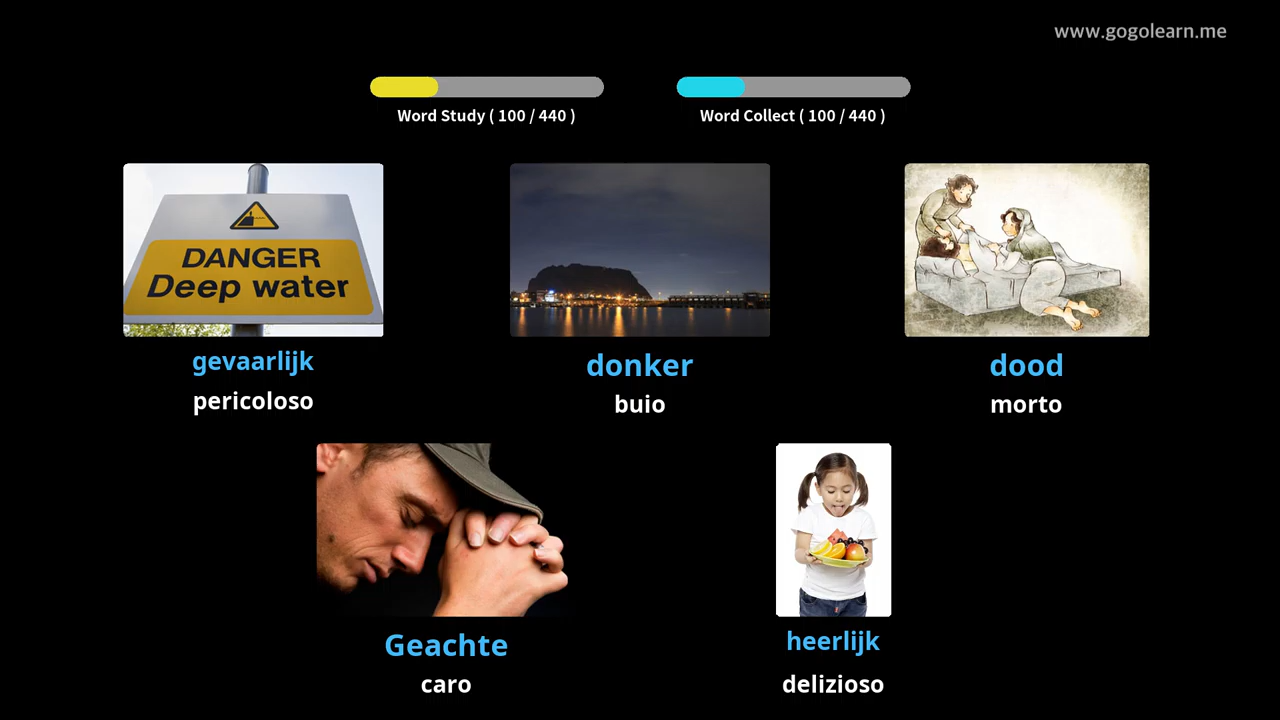 www.gogolearn.me
Word Study ( 100 / 440 )
Word Collect ( 100 / 440 )
DANGER
Deep water
gevaarlijk
pericoloso
donker
buio
dood
morto
Geachte
caro
heerlijk
delizioso